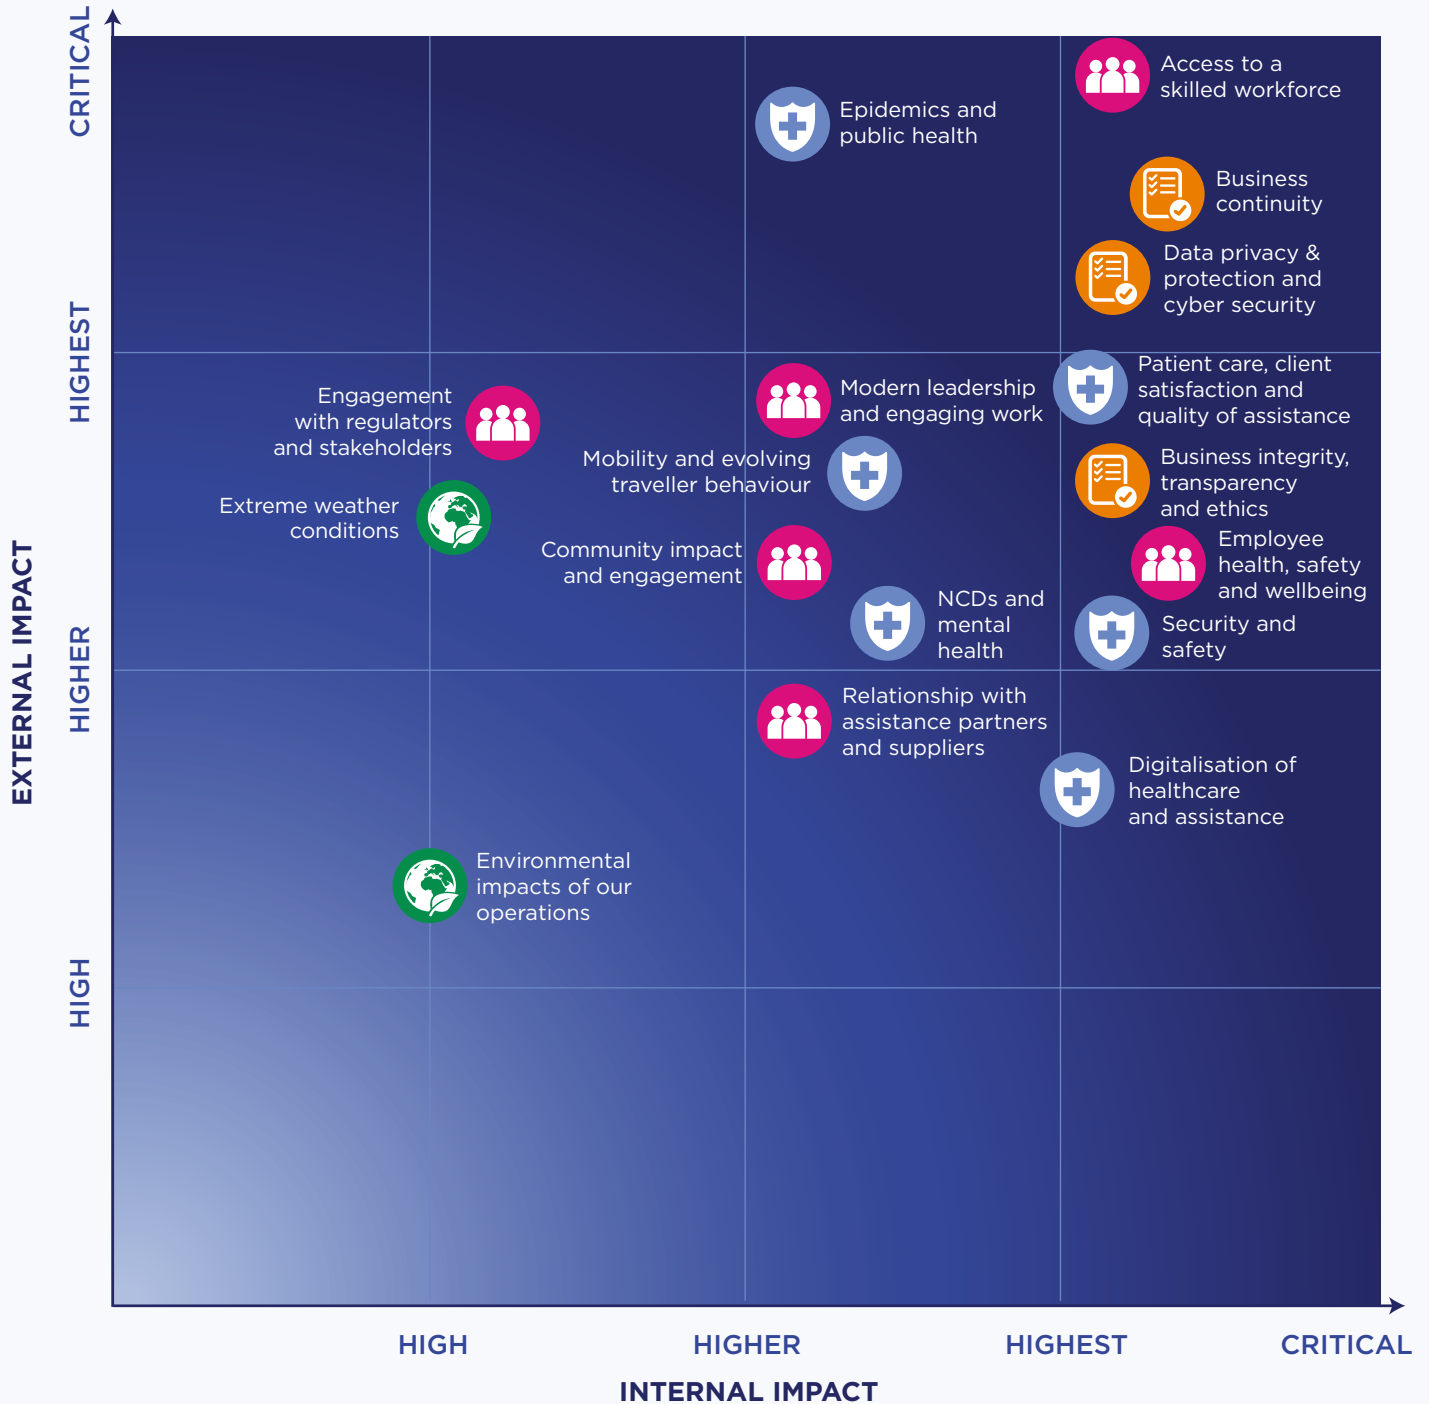 CRITICAL
Access to a
skilled workforce
Epidemics and
public health
Business
continuity
Data privacy &
protection and
cyber security
HIGHEST
Engagement
with regulators
and stakeholders
Modern leadership
and engaging work
Patient care, client
satisfaction and
quality of assistance
Mobility and evolving
traveller behaviour
Business integrity,
transparency
and ethics
Extreme weather
conditions
Community impact
and engagement
Employee
health, safety
and wellbeing
NCDs and
mental
health
Security and
safety
EXTERNAL IMPACT
HIGHER
Relationship with
assistance partners
and suppliers
Digitalisation of
healthcare
and assistance
Environmental
impacts of our
operations
HIGH
HIGH
HIGHER
HIGHEST
CRITICAL
INTERNAL IMPACT